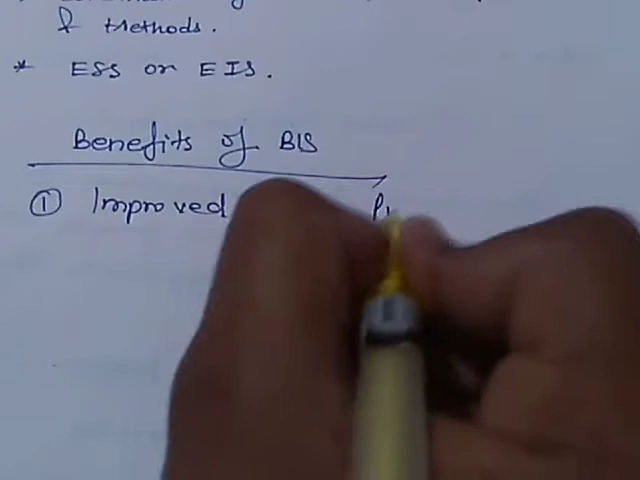 & Methods.
* ESS or EIS.
Benefits of BIS
① Improved